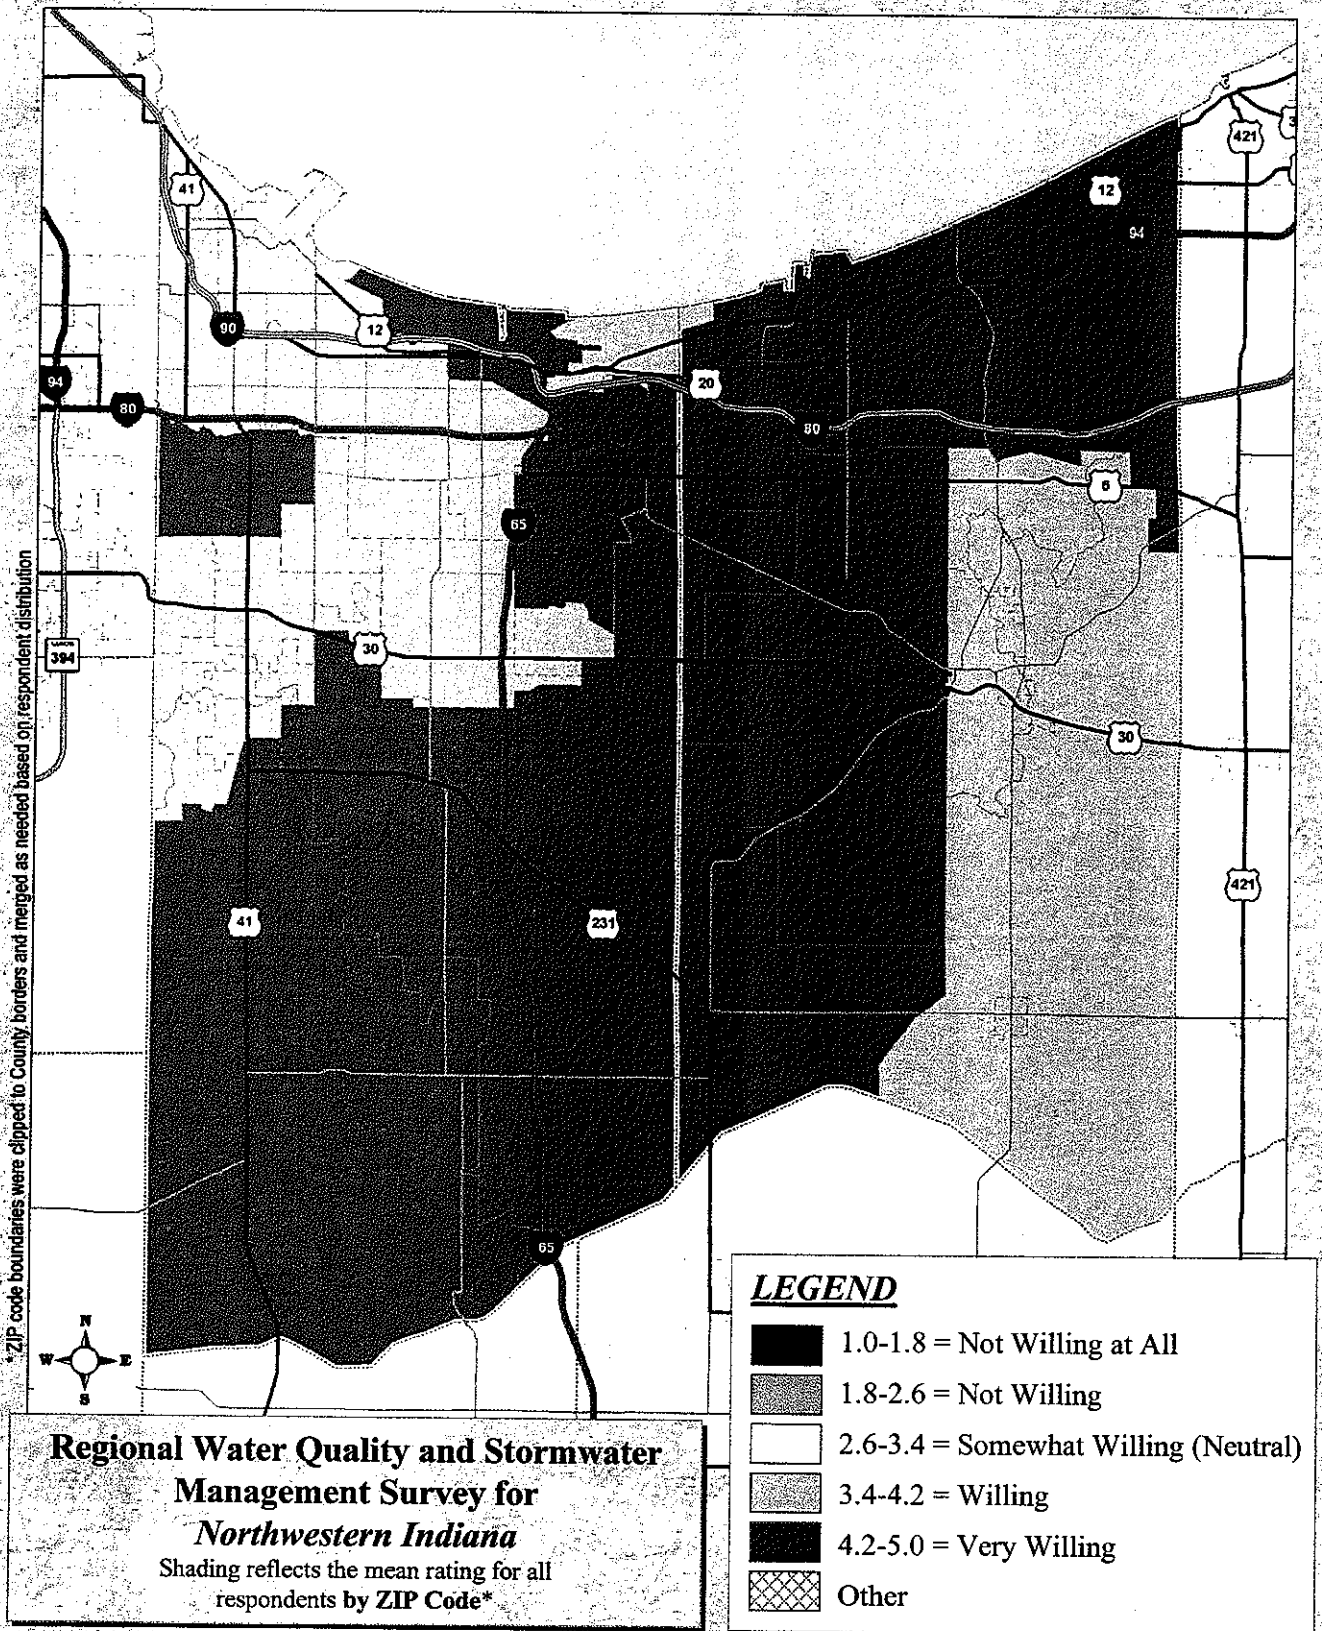 421
3
12
94
41
90
12
94
80
20
80
6
65
30
394
30
421
41
231
65
*ZIP code boundaries were clipped to County borders and merged as needed based on respondent distribution
N
W E
S
LEGEND
1.0-1.8 = Not Willing at All
1.8-2.6 = Not Willing
2.6-3.4 = Somewhat Willing (Neutral)
3.4-4.2 = Willing
4.2-5.0 = Very Willing
Other
Regional Water Quality and Stormwater
Management Survey for
Northwestern Indiana
Shading reflects the mean rating for all
respondents by ZIP Code*